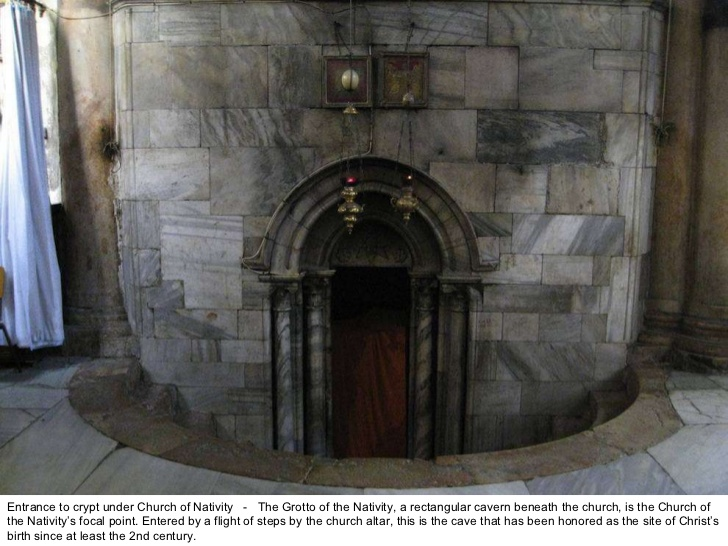 Entrance to crypt under Church of Nativity   -   The Grotto of the Nativity, a rectangular cavern beneath the church, is the Church of
the Nativity’s focal point. Entered by a flight of steps by the church altar, this is the cave that has been honored as the site of Christ’s
birth since at least the 2nd century.